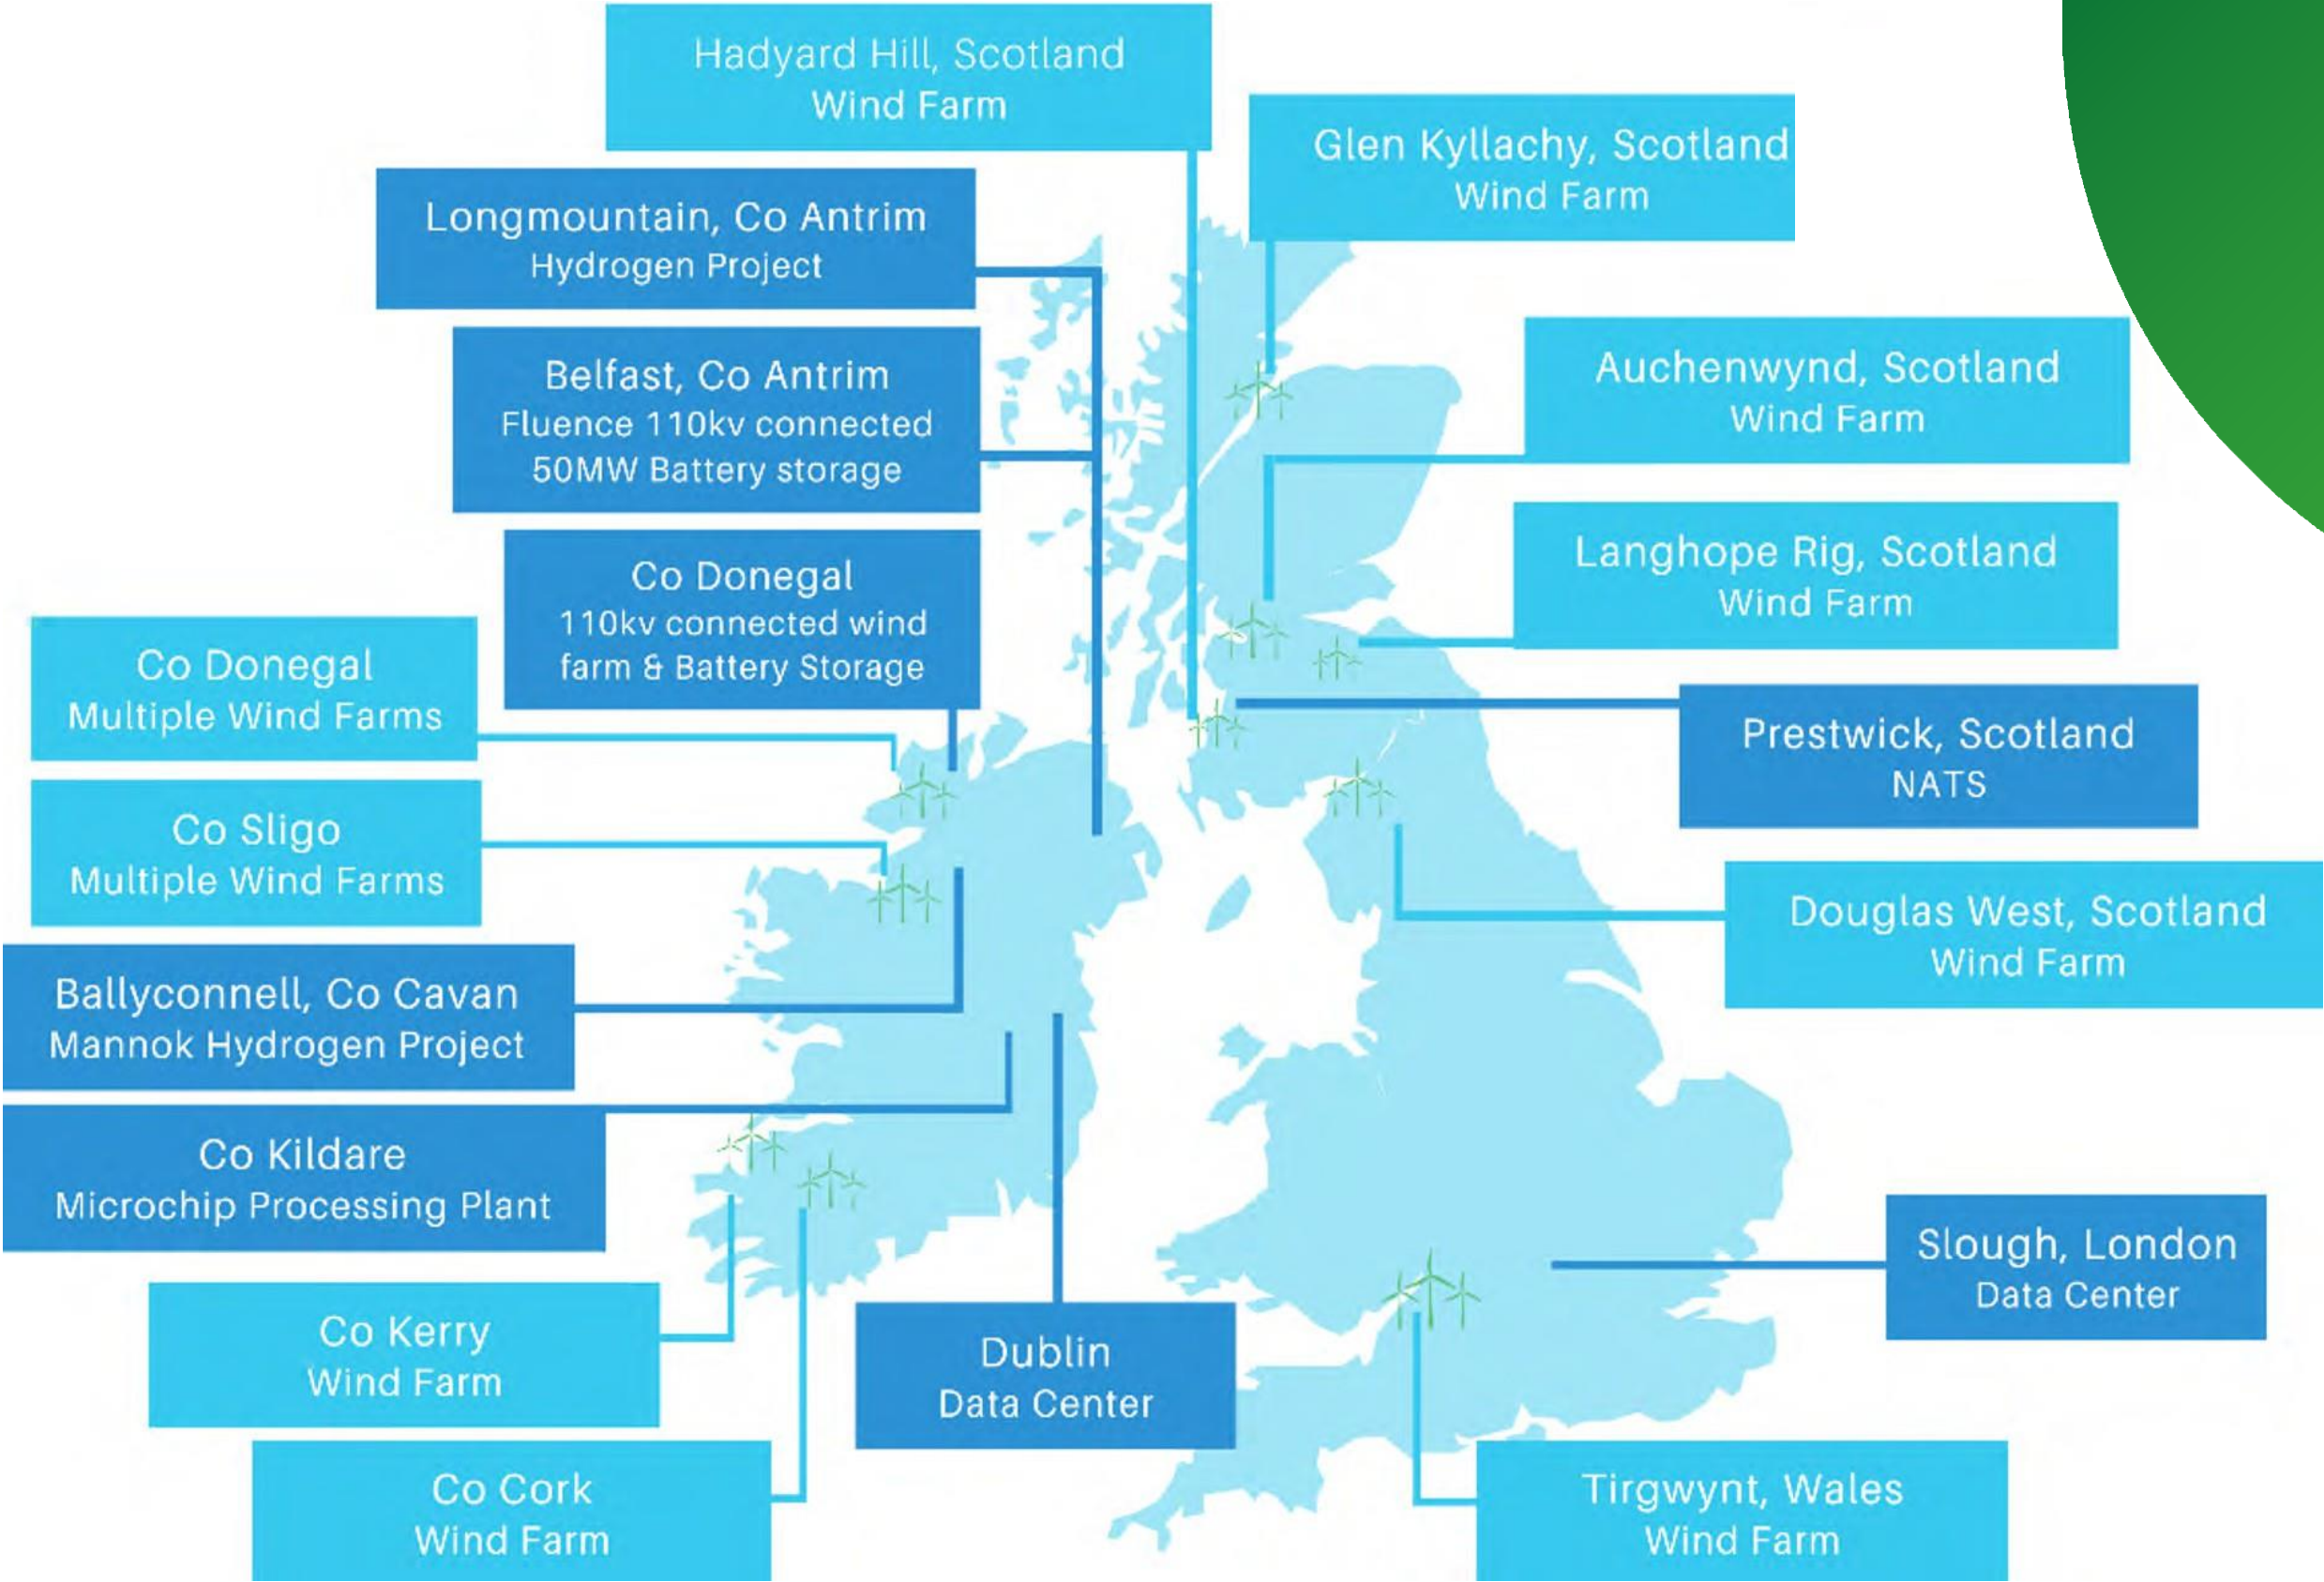 Hadyard Hill, Scotland
Wind Farm
Glen Kyllachy, Scotland
Wind Farm
Longmountain, Co Antrim
Hydrogen Project
Belfast, Co Antrim
Fluence 110kv connected
50MW Battery storage
Auchenwynd, Scotland
Wind Farm
Co Donegal
110kv connected wind
farm & Battery Storage
Langhope Rig, Scotland
Wind Farm
Co Donegal
Multiple Wind Farms
Prestwick, Scotland
NATS
Co Sligo
Multiple Wind Farms
Douglas West, Scotland
Wind Farm
Ballyconnell, Co Cavan
Mannok Hydrogen Project
Co Kildare
Microchip Processing Plant
Slough, London
Data Center
Co Kerry
Wind Farm
Dublin
Data Center
Co Cork
Wind Farm
Tirgwynt, Wales
Wind Farm